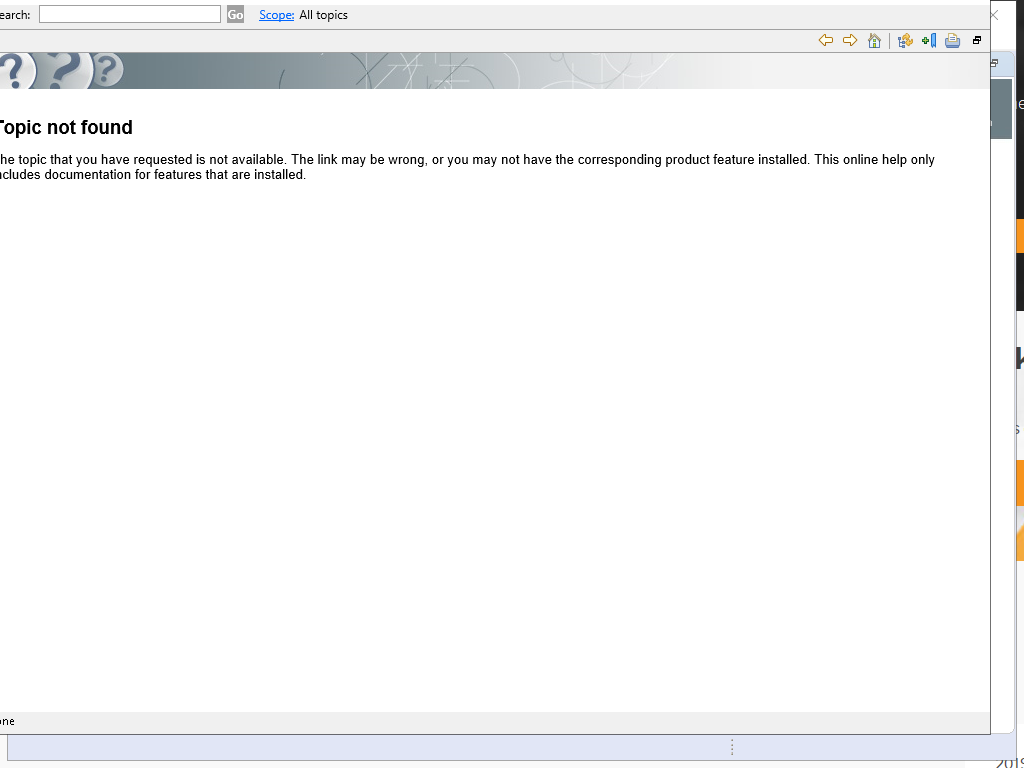 earch: Go Scope: All topics
Topic not found
he topic that you have requested is not available. The link may be wrong, or you may not have the corresponding product feature installed. This online help only
ncludes documentation for features that are installed.
one
2019